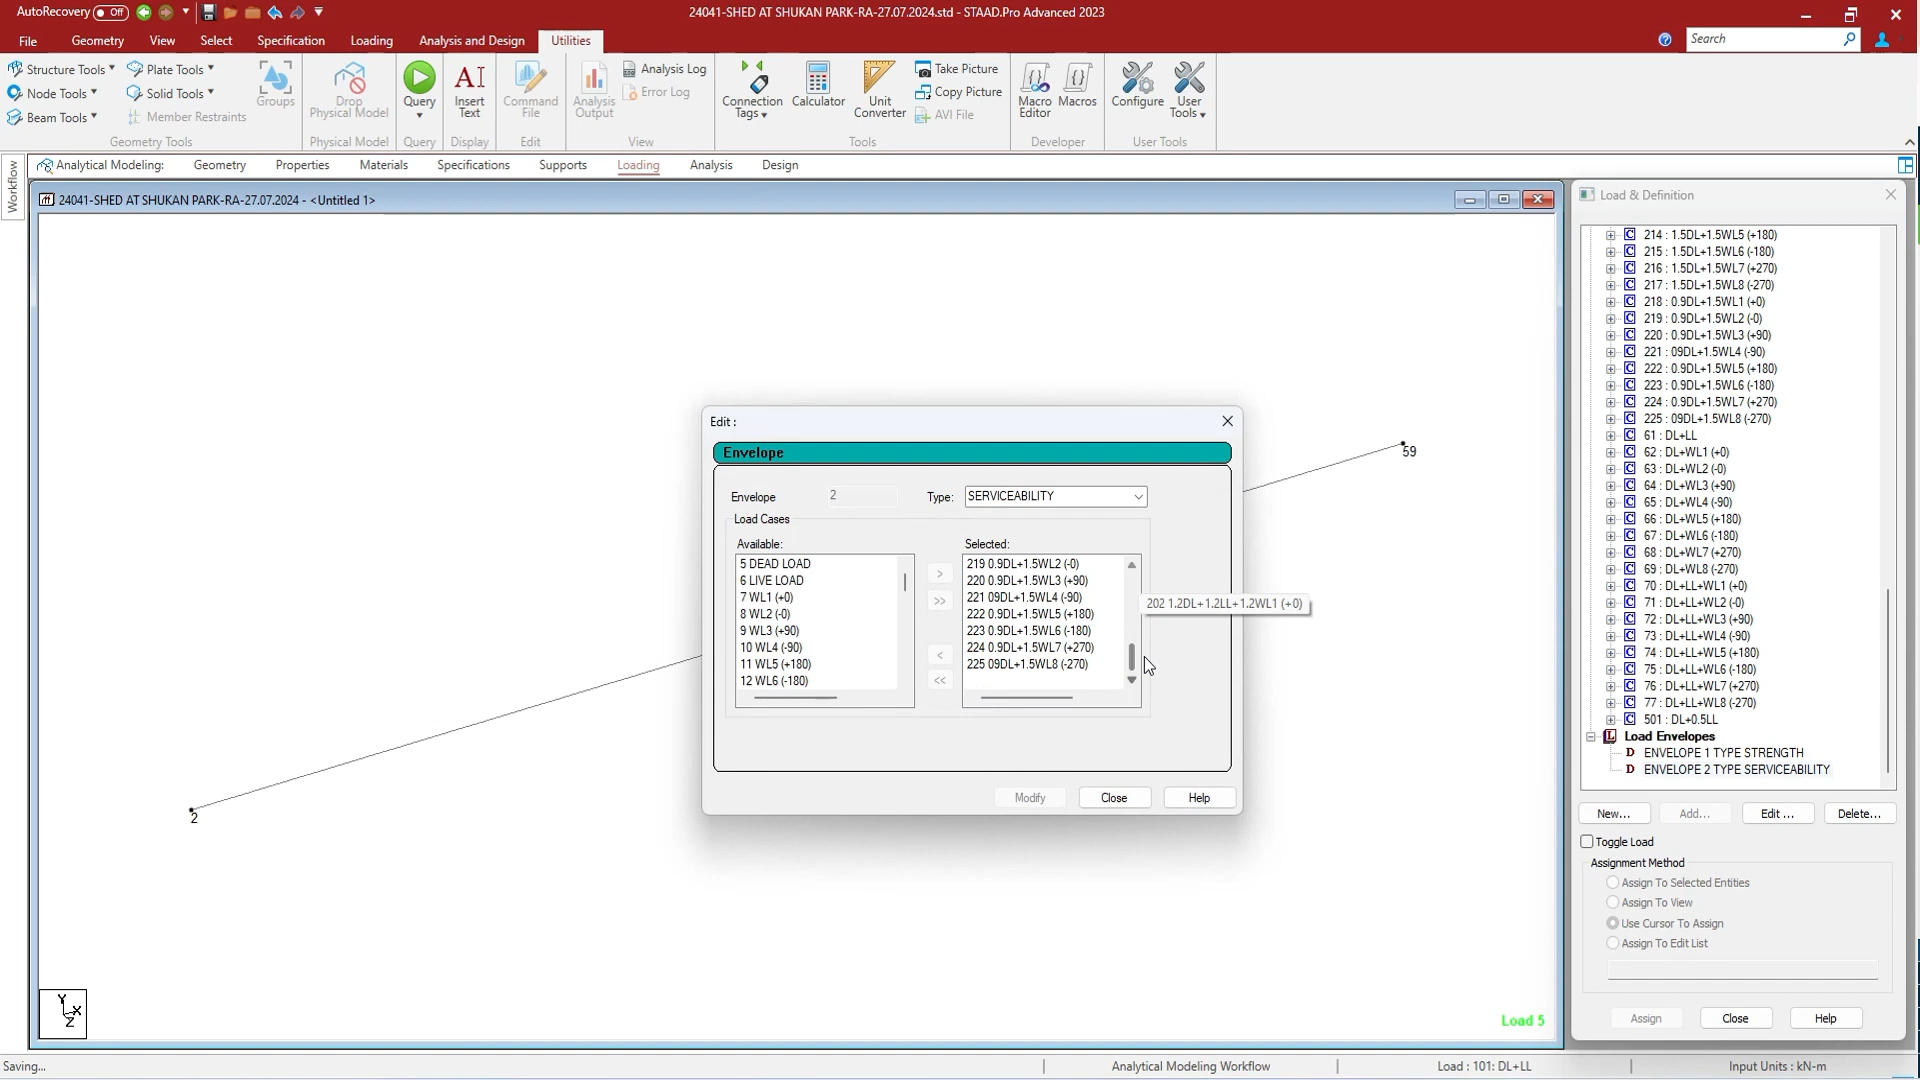 AutoRecovery Off
24041-SHED AT SHUKAN PARK-RA-27.07.2024.std - STAAD.Pro Advanced 2023
File Geometry View Select Specification Loading Analysis and Design Utilities
Search
Structure Tools Plate Tools
Node Tools Solid Tools
Beam Tools Member Restraints
Groups
Drop
Physical Model
Query
Insert
Text
Command
File
Analysis
Output
Analysis Log
Error Log
Connection
Tags
Calculator
Unit
Converter
Take Picture
Copy Picture
AVI File
Macro
Editor
Macros
Configure
User
Tools
Geometry Tools Physical Model Query Display Edit View Tools Developer User Tools
Workflow
Analytical Modeling: Geometry Properties Materials Specifications Supports Loading Analysis Design
24041-SHED AT SHUKAN PARK-RA-27.07.2024 - <Untitled 1>
59
2
Y
X
Z
Load 5
Edit :
Envelope
Envelope 2 Type: SERVICEABILITY
Load Cases
Available:
5 DEAD LOAD
6 LIVE LOAD
7 WL1 (+0)
8 WL2 (-0)
9 WL3 (+90)
10 WL4 (-90)
11 WL5 (+180)
12 WL6 (-180)
>
>>
<
<<
Selected:
219 0.9DL+1.5WL2 (-0)
220 0.9DL+1.5WL3 (+90)
221 09DL+1.5WL4 (-90)
222 0.9DL+1.5WL5 (+180)
223 0.9DL+1.5WL6 (-180)
224 0.9DL+1.5WL7 (+270)
225 09DL+1.5WL8 (-270)
202 1.2DL+1.2LL+1.2WL1 (+0)
Modify Close Help
Load & Definition
214 : 1.5DL+1.5WL5 (+180)
215 : 1.5DL+1.5WL6 (-180)
216 : 1.5DL+1.5WL7 (+270)
217 : 1.5DL+1.5WL8 (-270)
218 : 0.9DL+1.5WL1 (+0)
219 : 0.9DL+1.5WL2 (-0)
220 : 0.9DL+1.5WL3 (+90)
221 : 09DL+1.5WL4 (-90)
222 : 0.9DL+1.5WL5 (+180)
223 : 0.9DL+1.5WL6 (-180)
224 : 0.9DL+1.5WL7 (+270)
225 : 09DL+1.5WL8 (-270)
61 : DL+LL
62 : DL+WL1 (+0)
63 : DL+WL2 (-0)
64 : DL+WL3 (+90)
65 : DL+WL4 (-90)
66 : DL+WL5 (+180)
67 : DL+WL6 (-180)
68 : DL+WL7 (+270)
69 : DL+WL8 (-270)
70 : DL+LL+WL1 (+0)
71 : DL+LL+WL2 (-0)
72 : DL+LL+WL3 (+90)
73 : DL+LL+WL4 (-90)
74 : DL+LL+WL5 (+180)
75 : DL+LL+WL6 (-180)
76 : DL+LL+WL7 (+270)
77 : DL+LL+WL8 (-270)
501 : DL+0.5LL
Load Envelopes
ENVELOPE 1 TYPE STRENGTH
ENVELOPE 2 TYPE SERVICEABILITY
New... Add... Edit ... Delete...
Toggle Load
Assignment Method
Assign To Selected Entities
Assign To View
Use Cursor To Assign
Assign To Edit List
Assign Close Help
Saving... Analytical Modeling Workflow Load : 101: DL+LL Input Units : kN-m